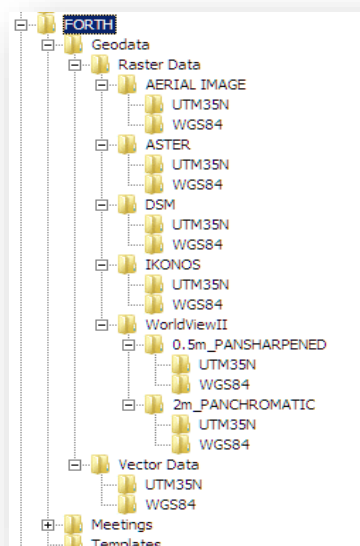 FORTH
Geodata
Raster Data
AERIAL IMAGE
UTM35N
WGS84
ASTER
UTM35N
WGS84
DSM
UTM35N
WGS84
IKONOS
UTM35N
WGS84
WorldViewII
0.5m_PANSHARPENED
UTM35N
WGS84
2m_PANCHROMATIC
UTM35N
WGS84
Vector Data
UTM35N
WGS84
Meetings
Templates